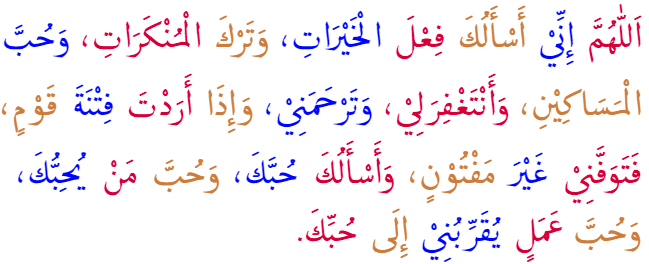 اَللّٰهُمَّ إِنِّيْ أَسْأَلُكَ فِعْلَ الْخَيْرَاتِ، وَتَرْكَ الْمُنْكَرَاتِ، وَحُبَّ
الْمَسَاكِيْنِ، وَأَنْتَغْفِرَلِيْ، وَتَرْحَمَنِيْ، وَإِذَا أَرَدْتَ فِتْنَةَ قَوْمٍ،
فَتَوَفَّنِيْ غَيْرَ مَفْتُوْنٍ، وَأَسْأَلُكَ حُبَّكَ، وَحُبَّ مَنْ يُحِبُّكَ،
وَحُبَّ عَمَلٍ يُقَرِّبُنِيْ إِلَى حُبِّكَ.